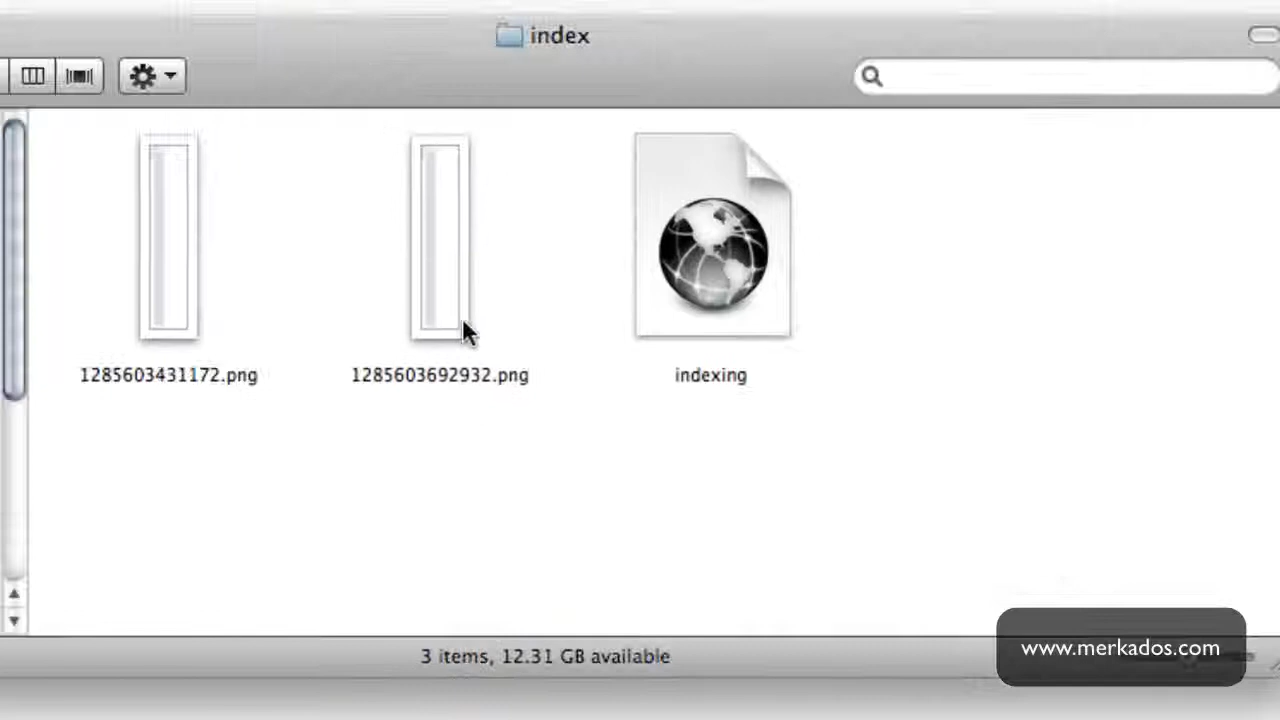 index
1285603431172.png
1285603692932.png
indexing
3 items, 12.31 GB available
www.merkados.com